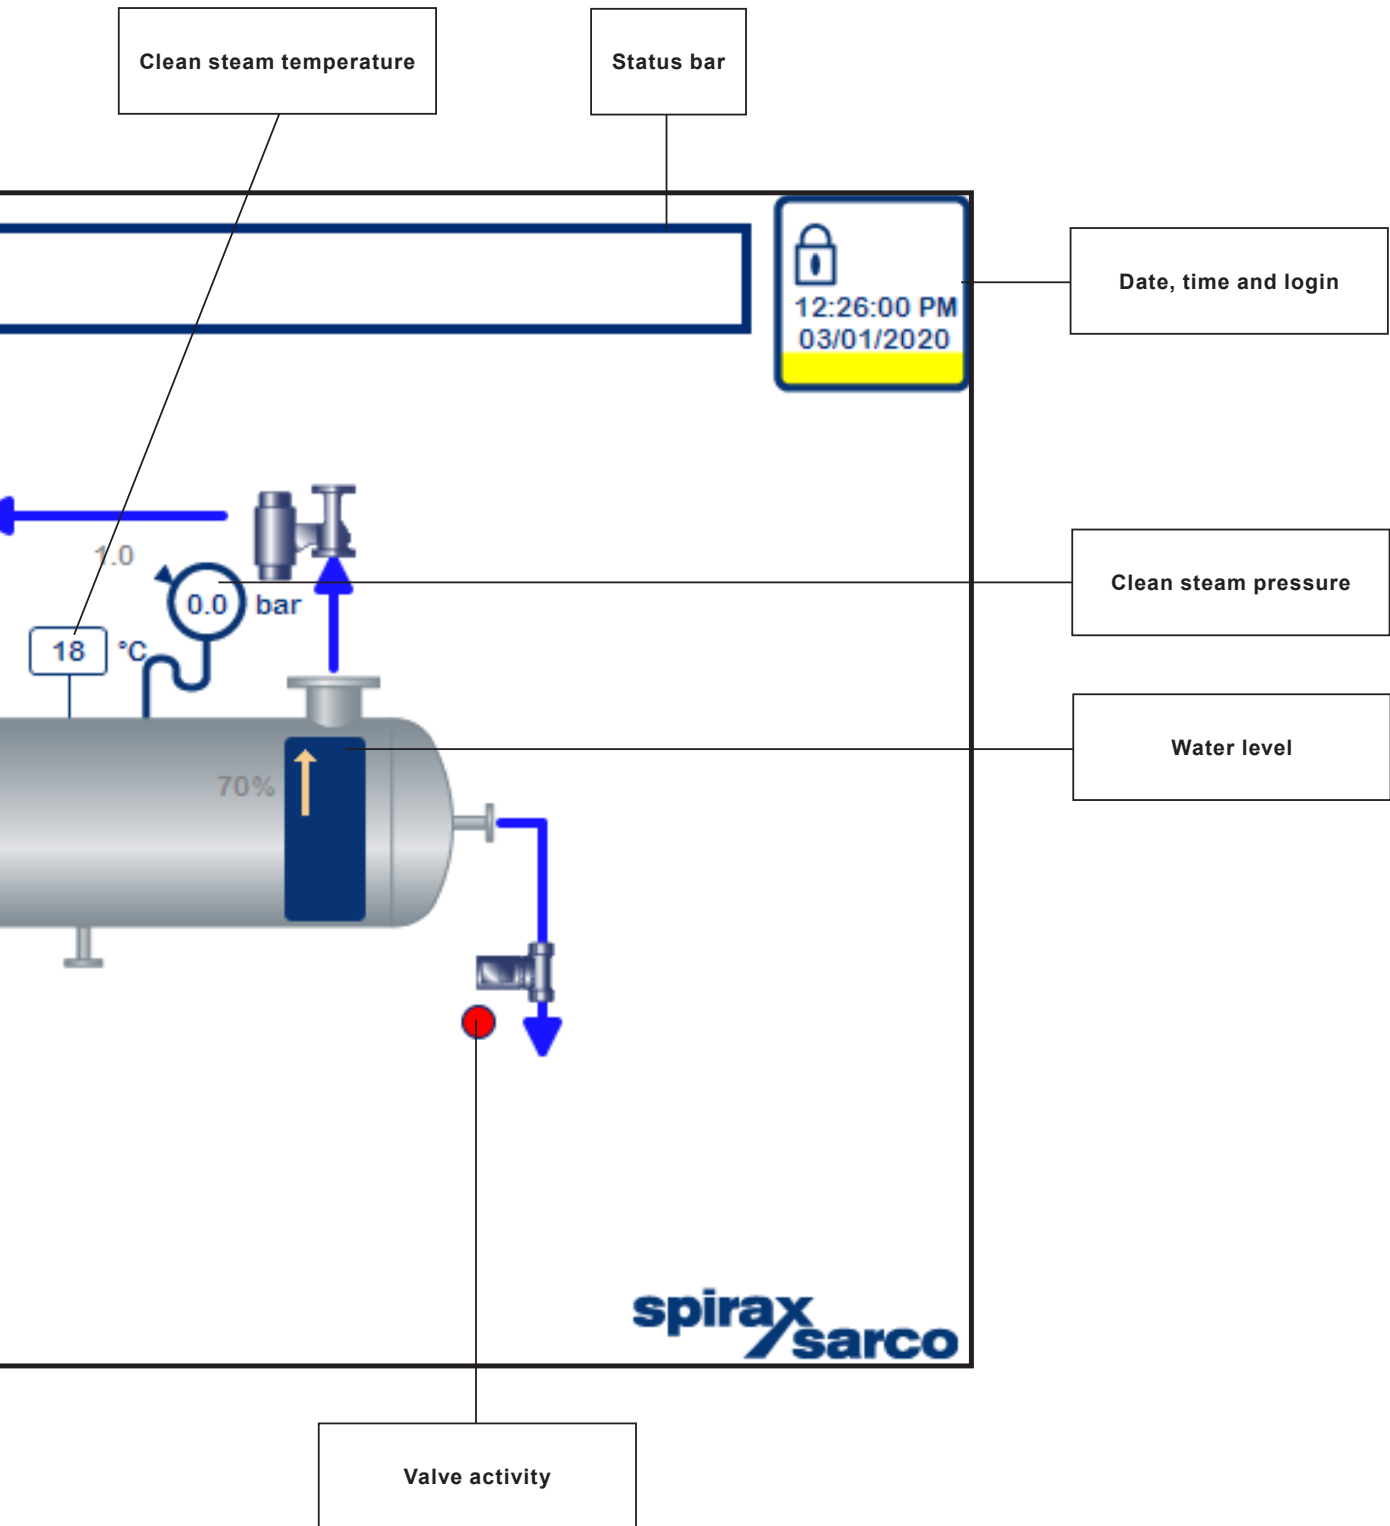 Clean steam temperature
Status bar
12:26:00 PM
03/01/2020
Date, time and login
1.0
0.0 bar
Clean steam pressure
18 °C
Water level
70%
spirax
sarco
Valve activity